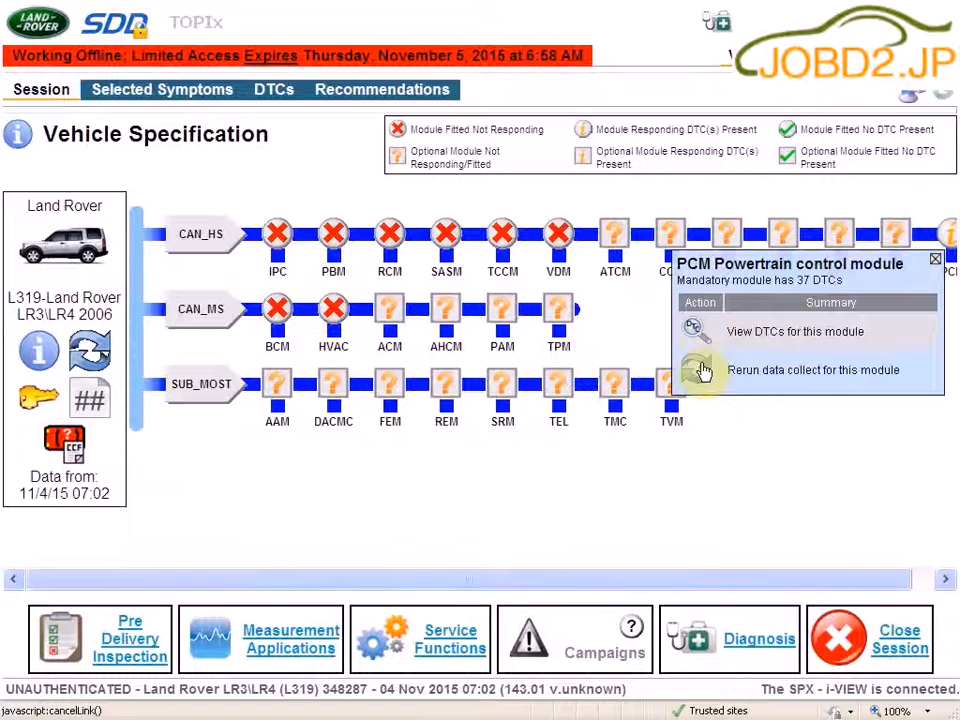 LAND-
ROVER
SDD
TOPIx
JOBD2.JP
Working Offline: Limited Access Expires Thursday, November 5, 2015 at 6:58 AM
Session
Selected Symptoms
DTCs
Recommendations
Vehicle Specification
Module Fitted Not Responding
Module Responding DTC(s) Present
Module Fitted No DTC Present
Optional Module Not
Responding/Fitted
Optional Module Responding DTC(s)
Present
Optional Module Fitted No DTC
Present
Land Rover
L319-Land Rover
LR3\LR4 2006
##
CCF
Data from:
11/4/15 07:02
CAN_HS
IPC
PBM
RCM
SASM
TCCM
VDM
ATCM
CAN_MS
BCM
HVAC
ACM
AHCM
PAM
TPM
SUB_MOST
AAM
DACMC
FEM
REM
SRM
TEL
TMC
TVM
PCM Powertrain control module
Mandatory module has 37 DTCs
Action
Summary
DTC
View DTCs for this module
Rerun data collect for this module
Pre
Delivery
Inspection
Measurement
Applications
Service
Functions
Campaigns
Diagnosis
Close
Session
UNAUTHENTICATED - Land Rover LR3\LR4 (L319) 348287 - 04 Nov 2015 07:02 (143.01 v.unknown)
The SPX - i-VIEW is connected.
javascript:cancelLink()
Trusted sites
100%